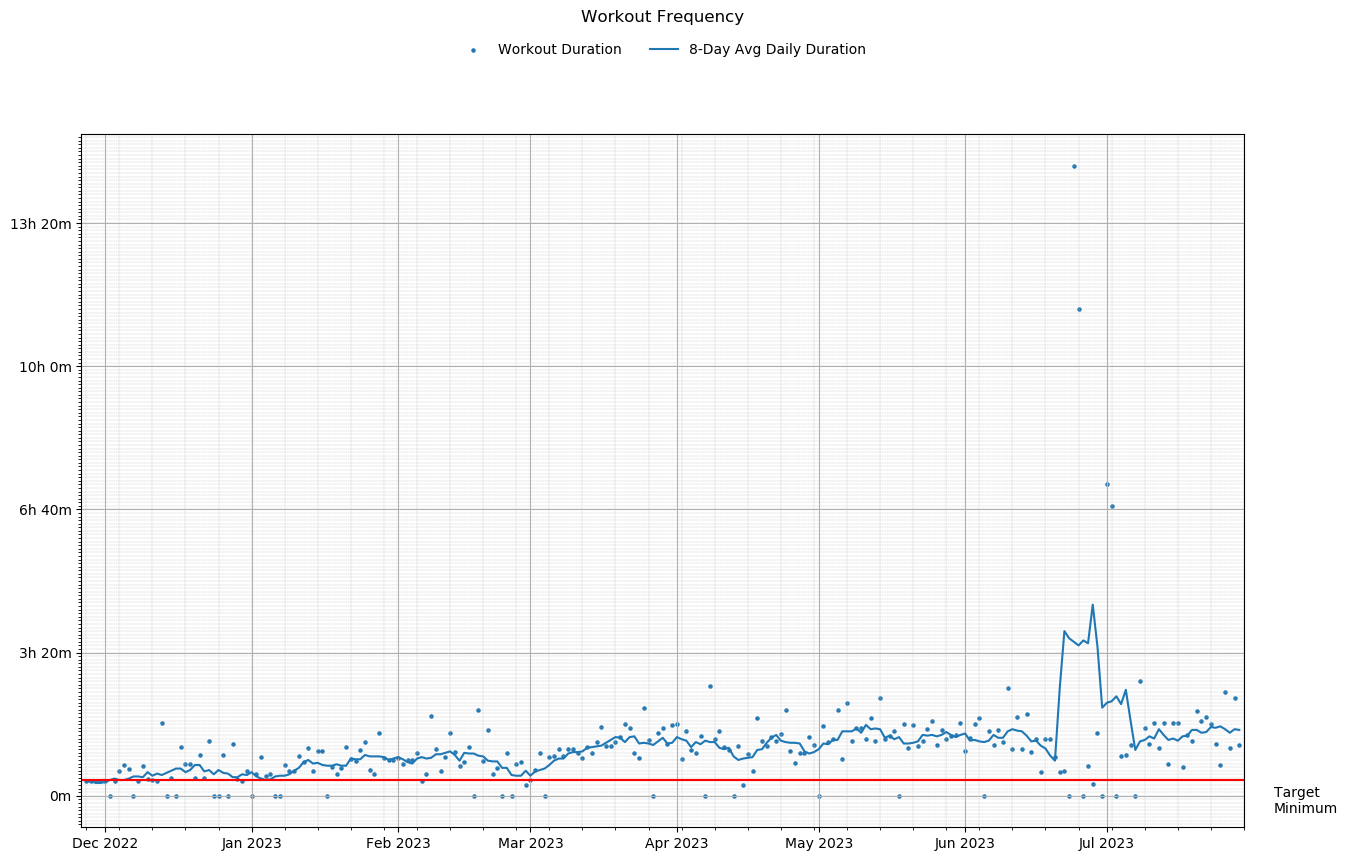 Workout Frequency
Workout Duration
8-Day Avg Daily Duration
13h 20m
10h 0m
6h 40m
3h 20m
0m
Target
Minimum
Dec 2022
Jan 2023
Feb 2023
Mar 2023
Apr 2023
May 2023
Jun 2023
Jul 2023